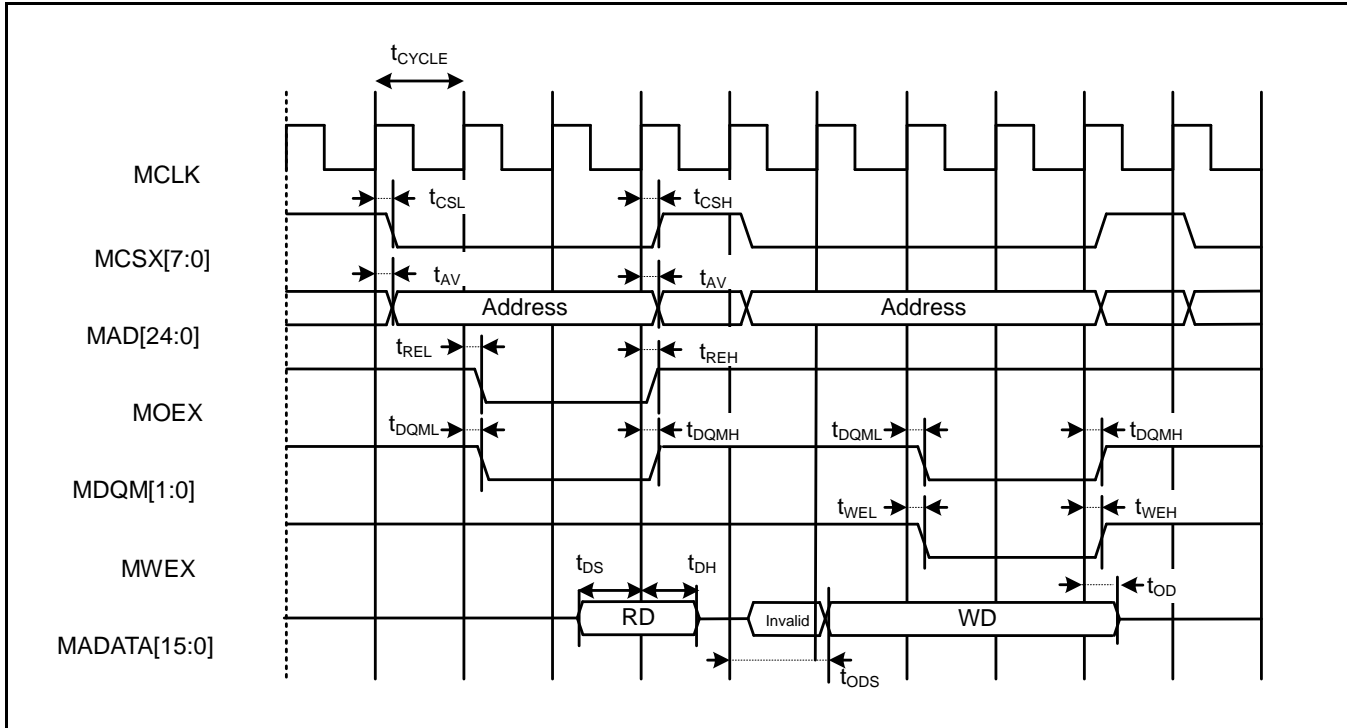 tCYCLE
MCLK
tCSL tCSH
MCSX[7:0]
tAV tAV
Address Address
MAD[24:0]
tREL tREH
MOEX
tDQML tDQMH tDQML tDQMH
MDQM[1:0]
tWEL tWEH
MWEX
tDS tDH
tOD
RD Invalid WD
MADATA[15:0]
tODS